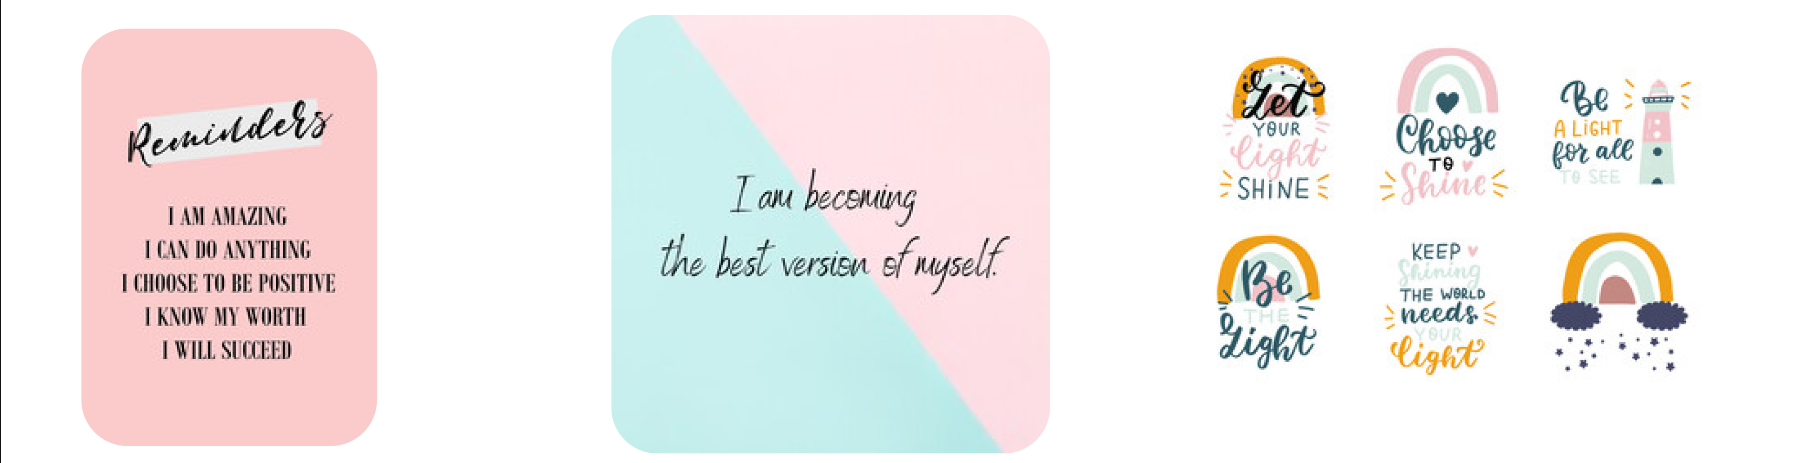 Reminders
I AM AMAZING
I CAN DO ANYTHING
I CHOOSE TO BE POSITIVE
I KNOW MY WORTH
I WILL SUCCEED
I am becoming
the best version of myself.
Let
YOUR
light
SHINE
Choose
TO
Shine
Be
A LIGHT
for all
TO SEE
Be
THE
Light
KEEP
Shining
THE WORLD
needs
YOUR
light